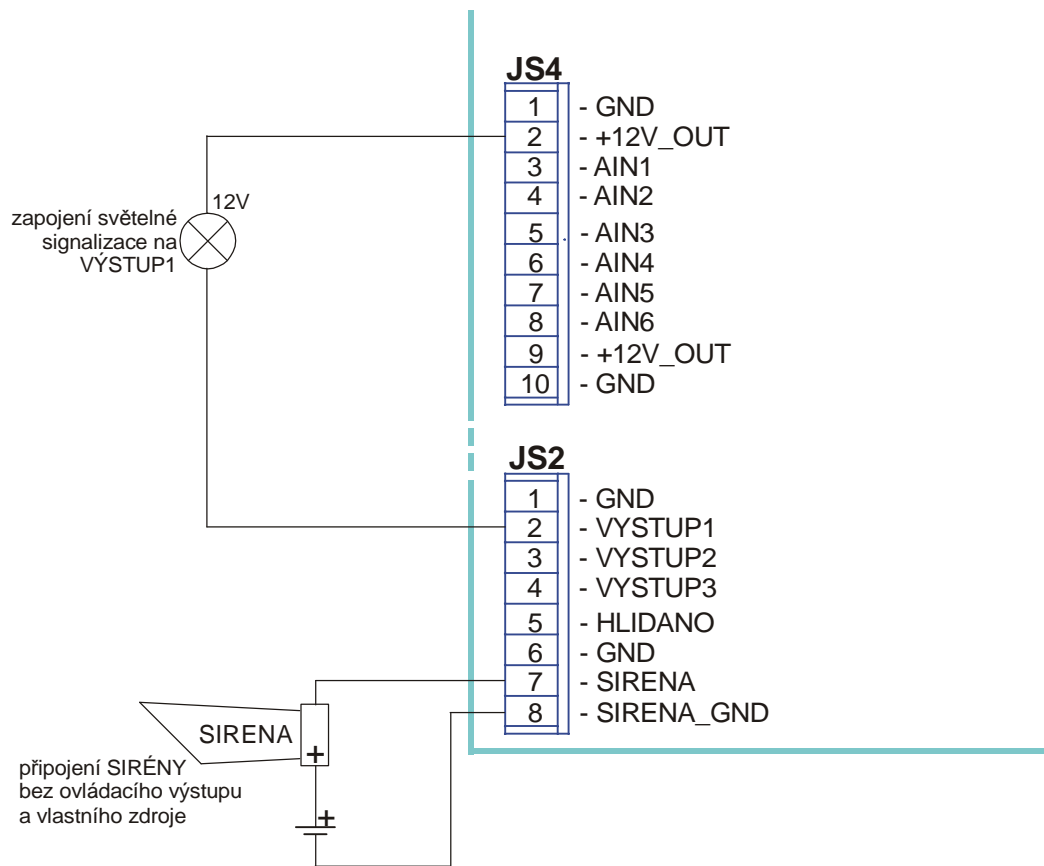 JS4
1 - GND
2 - +12V_OUT
3 - AIN1
4 - AIN2
5 - AIN3
6 - AIN4
7 - AIN5
8 - AIN6
9 - +12V_OUT
10 - GND
12V
zapojení světelné
signalizace na
VÝSTUP1
JS2
1 - GND
2 - VYSTUP1
3 - VYSTUP2
4 - VYSTUP3
5 - HLIDANO
6 - GND
7 - SIRENA
8 - SIRENA_GND
SIRENA
+
připojení SIRÉNY
bez ovládacího výstupu
a vlastního zdroje
+